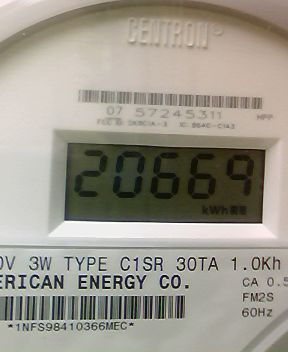 CENTRON®
07 57245311
HPP
20669
kWh
0V 3W TYPE C1SR 30TA 1.0Kh
ERICAN ENERGY CO.
CA 0.5
FM2S
60Hz
*1NFS98410366MEC*